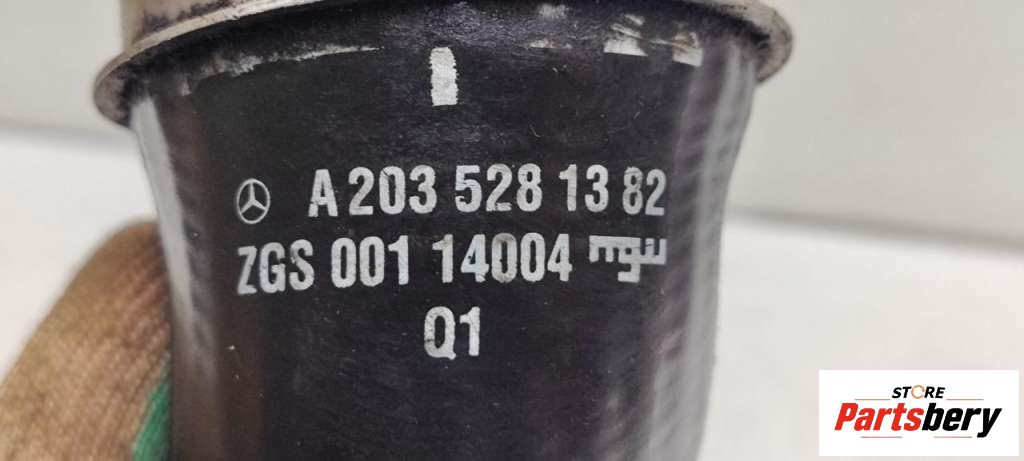 A 203 528 13 82
ZGS 001 14004
Q1
STORE
Partsbery